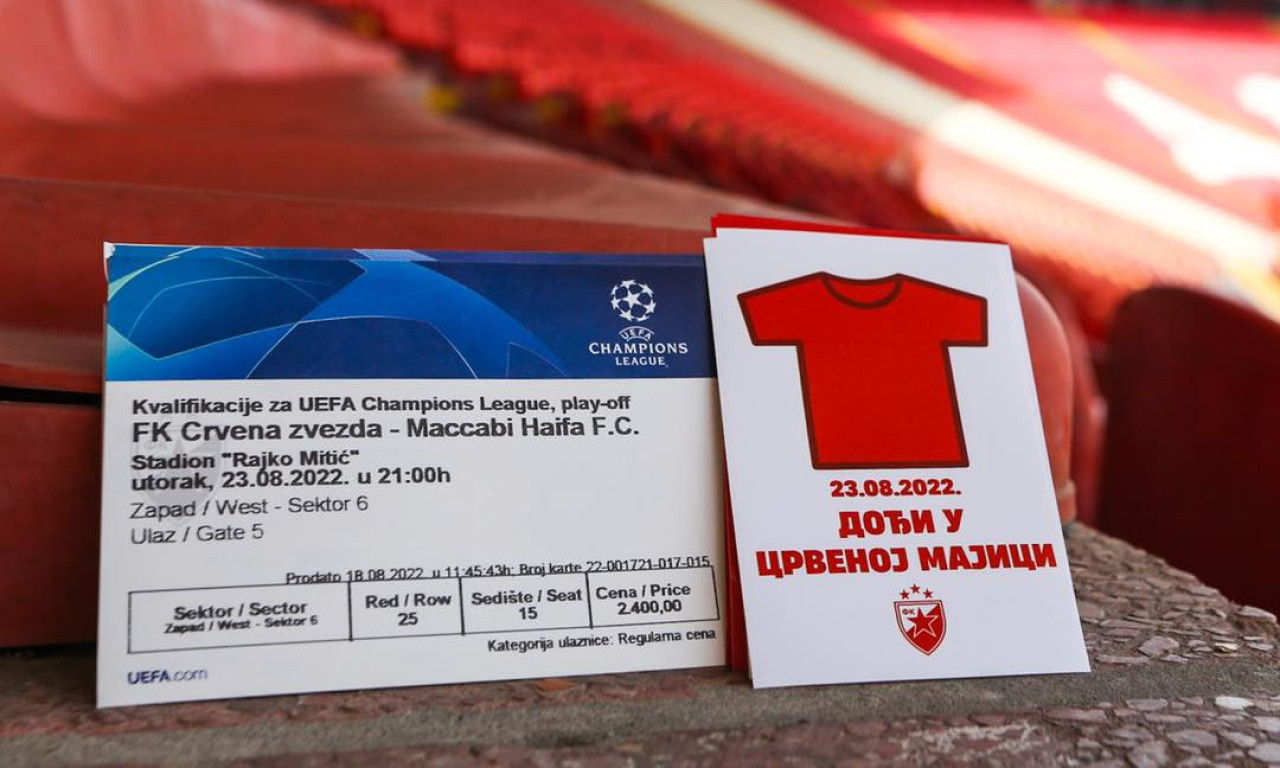 UEFA
CHAMPIONS
LEAGUE
Kvalifikacije za UEFA Champions League, play-off
FK Crvena zvezda - Maccabi Haifa F.C.
Stadion "Rajko Mitić"
utorak, 23.08.2022. u 21:00h
Zapad / West - Sektor 6
Ulaz / Gate 5
Prodato 18.08.2022. u 11:45:43h; Broj karte 22-001721-017-015
Sektor / Sector
Zapad / West - Sektor 6
Red / Row
25
Sedište / Seat
15
Cena / Price
2.400,00
Kategorija ulaznice: Regularna cena
UEFA.com
23.08.2022.
ДОЂИ У
ЦРВЕНОЈ МАЈИЦИ
ФК